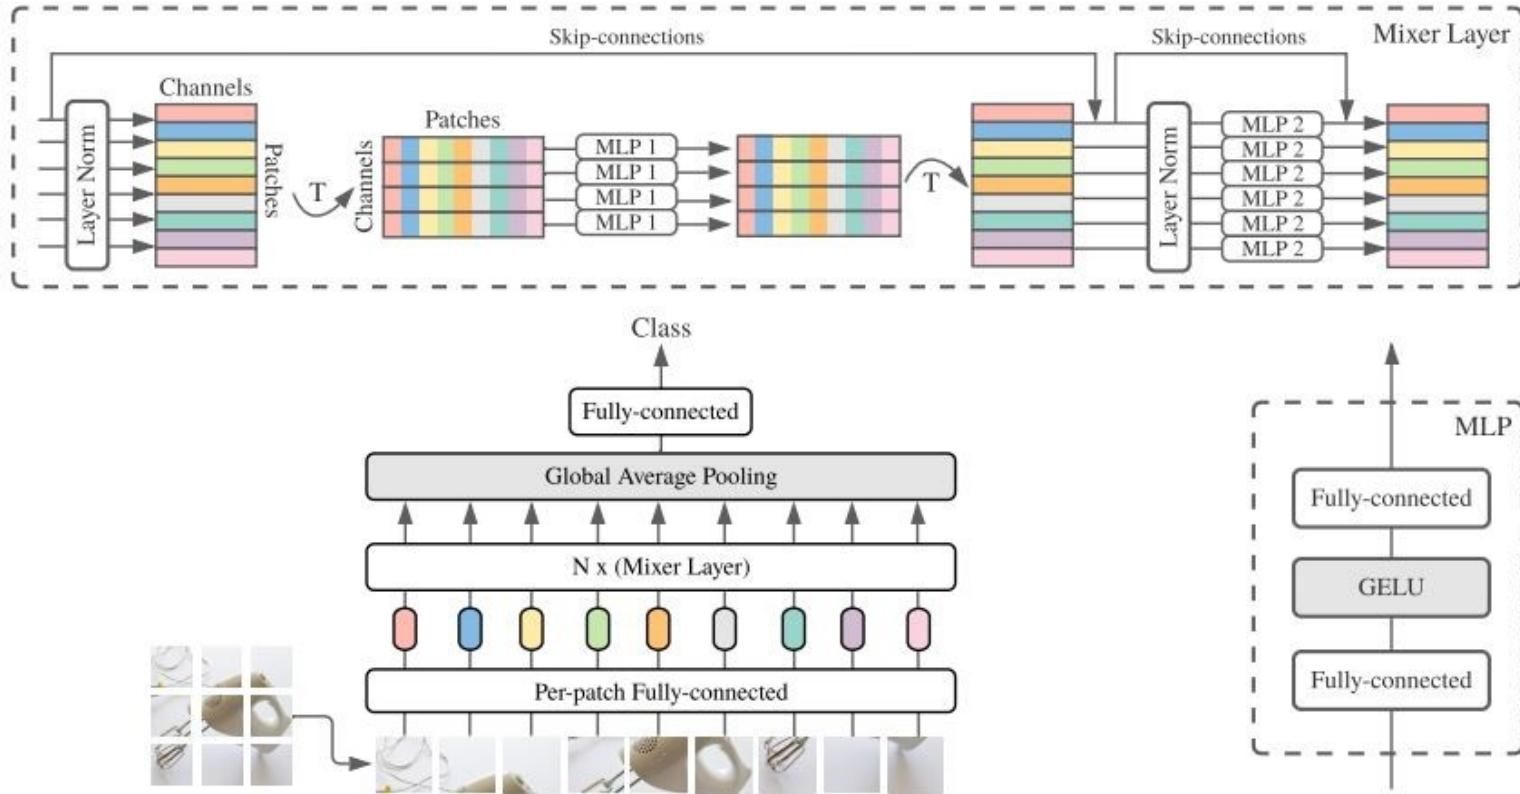 Skip-connections
Skip-connections
Mixer Layer
Channels
Layer Norm
Patches
T
Patches
Channels
MLP 1
MLP 1
MLP 1
MLP 1
T
Layer Norm
MLP 2
MLP 2
MLP 2
MLP 2
MLP 2
MLP 2
Class
Fully-connected
Global Average Pooling
N x (Mixer Layer)
Per-patch Fully-connected
MLP
Fully-connected
GELU
Fully-connected